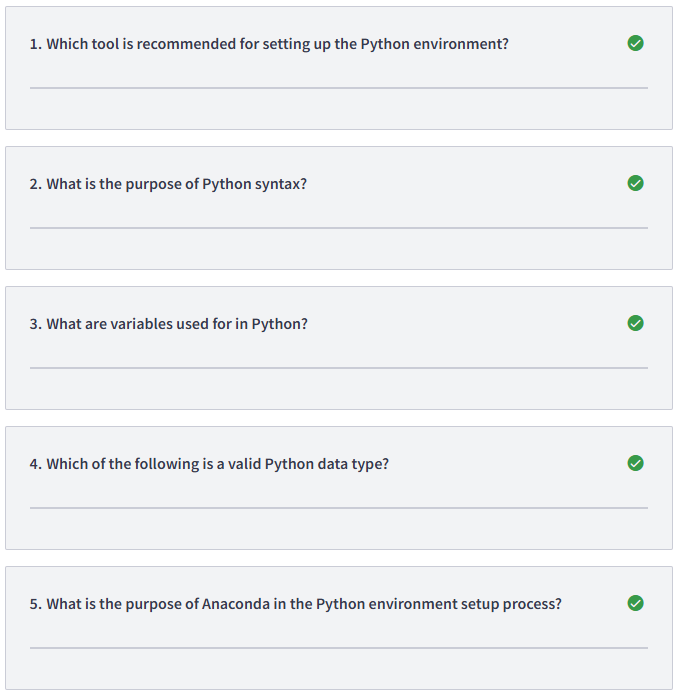 1. Which tool is recommended for setting up the Python environment?
2. What is the purpose of Python syntax?
3. What are variables used for in Python?
4. Which of the following is a valid Python data type?
5. What is the purpose of Anaconda in the Python environment setup process?